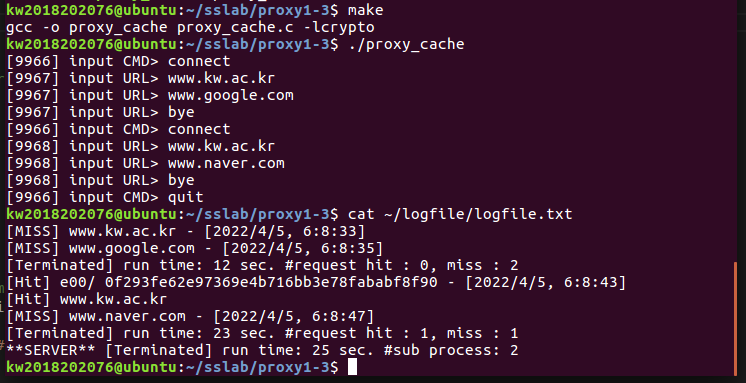 kw2018202076@ubuntu:~/sslab/proxy1-3$ make
gcc -o proxy_cache proxy_cache.c -lcrypto
kw2018202076@ubuntu:~/sslab/proxy1-3$ ./proxy_cache
[9966] input CMD> connect
[9967] input URL> www.kw.ac.kr
[9967] input URL> www.google.com
[9967] input URL> bye
[9966] input CMD> connect
[9968] input URL> www.kw.ac.kr
[9968] input URL> www.naver.com
[9968] input URL> bye
[9966] input CMD> quit
kw2018202076@ubuntu:~/sslab/proxy1-3$ cat ~/logfile/logfile.txt
[MISS] www.kw.ac.kr - [2022/4/5, 6:8:33]
[MISS] www.google.com - [2022/4/5, 6:8:35]
[Terminated] run time: 12 sec. #request hit : 0, miss : 2
[Hit] e00/ 0f293fe62e97369e4b716bb3e78fababf8f90 - [2022/4/5, 6:8:43]
[Hit] www.kw.ac.kr
[MISS] www.naver.com - [2022/4/5, 6:8:47]
[Terminated] run time: 23 sec. #request hit : 1, miss : 1
**SERVER** [Terminated] run time: 25 sec. #sub process: 2
kw2018202076@ubuntu:~/sslab/proxy1-3$